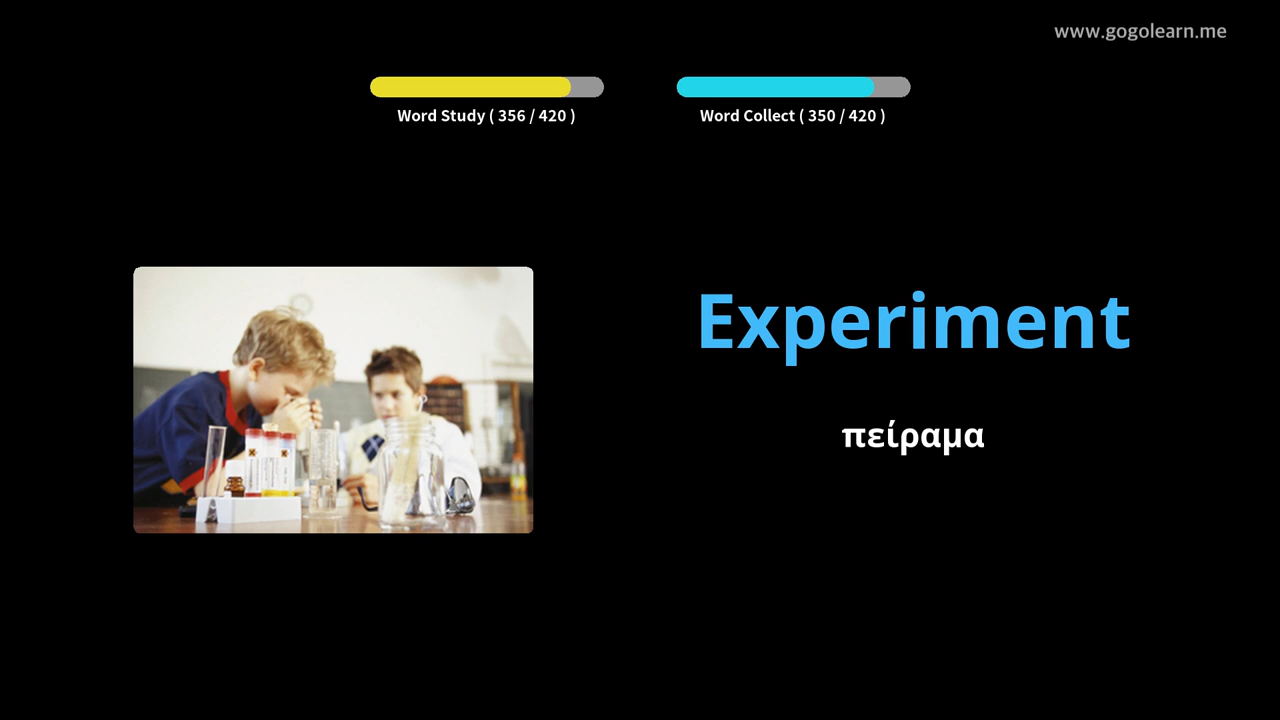 www.gogolearn.me
Word Study ( 356 / 420 )
Word Collect ( 350 / 420 )
Experiment
πείραμα